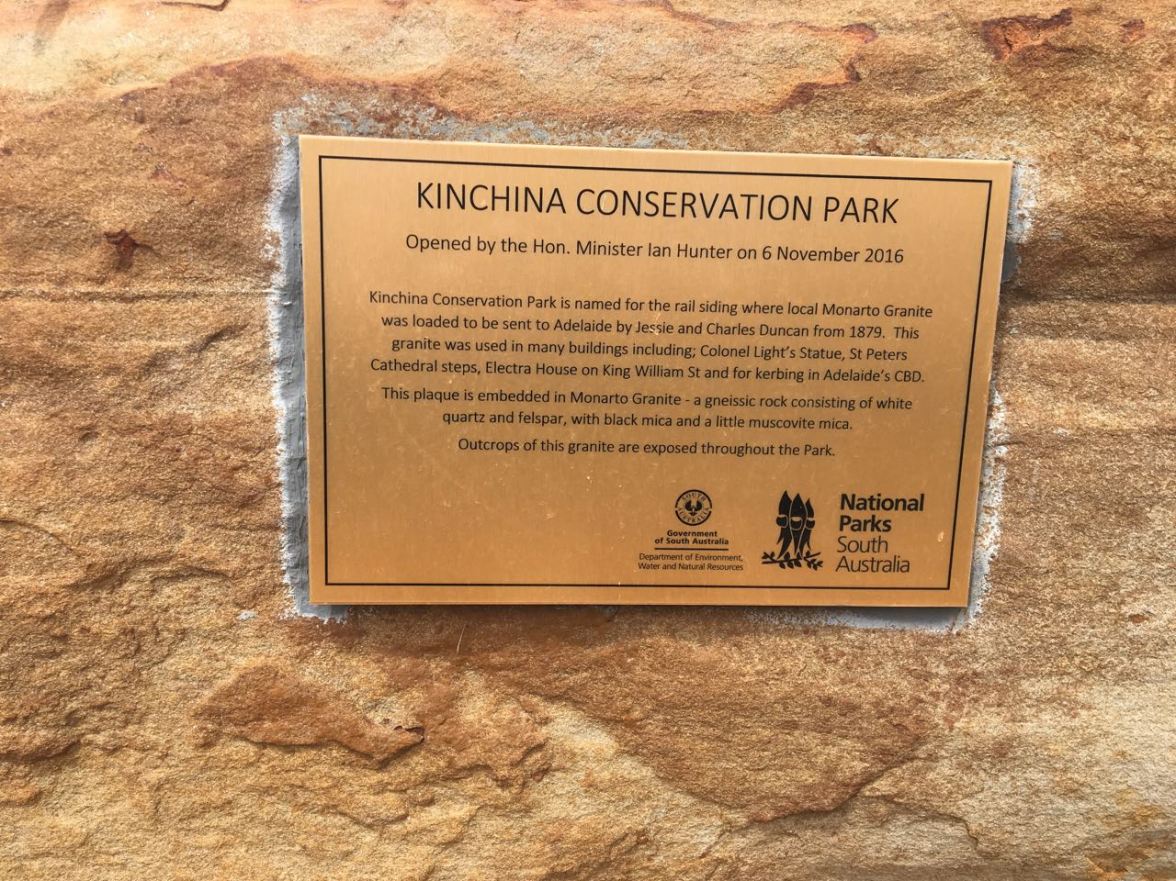 KINCHINA CONSERVATION PARK
Opened by the Hon. Minister Ian Hunter on 6 November 2016
Kinchina Conservation Park is named for the rail siding where local Monarto Granite
was loaded to be sent to Adelaide by Jessie and Charles Duncan from 1879. This
granite was used in many buildings including; Colonel Light's Statue, St Peters
Cathedral steps, Electra House on King William St and for kerbing in Adelaide's CBD.
This plaque is embedded in Monarto Granite - a gneissic rock consisting of white
quartz and felspar, with black mica and a little muscovite mica.
Outcrops of this granite are exposed throughout the Park.
SOUTH
AUSTRALIA
Government
of South Australia
Department of Environment,
Water and Natural Resources
National
Parks
South
Australia